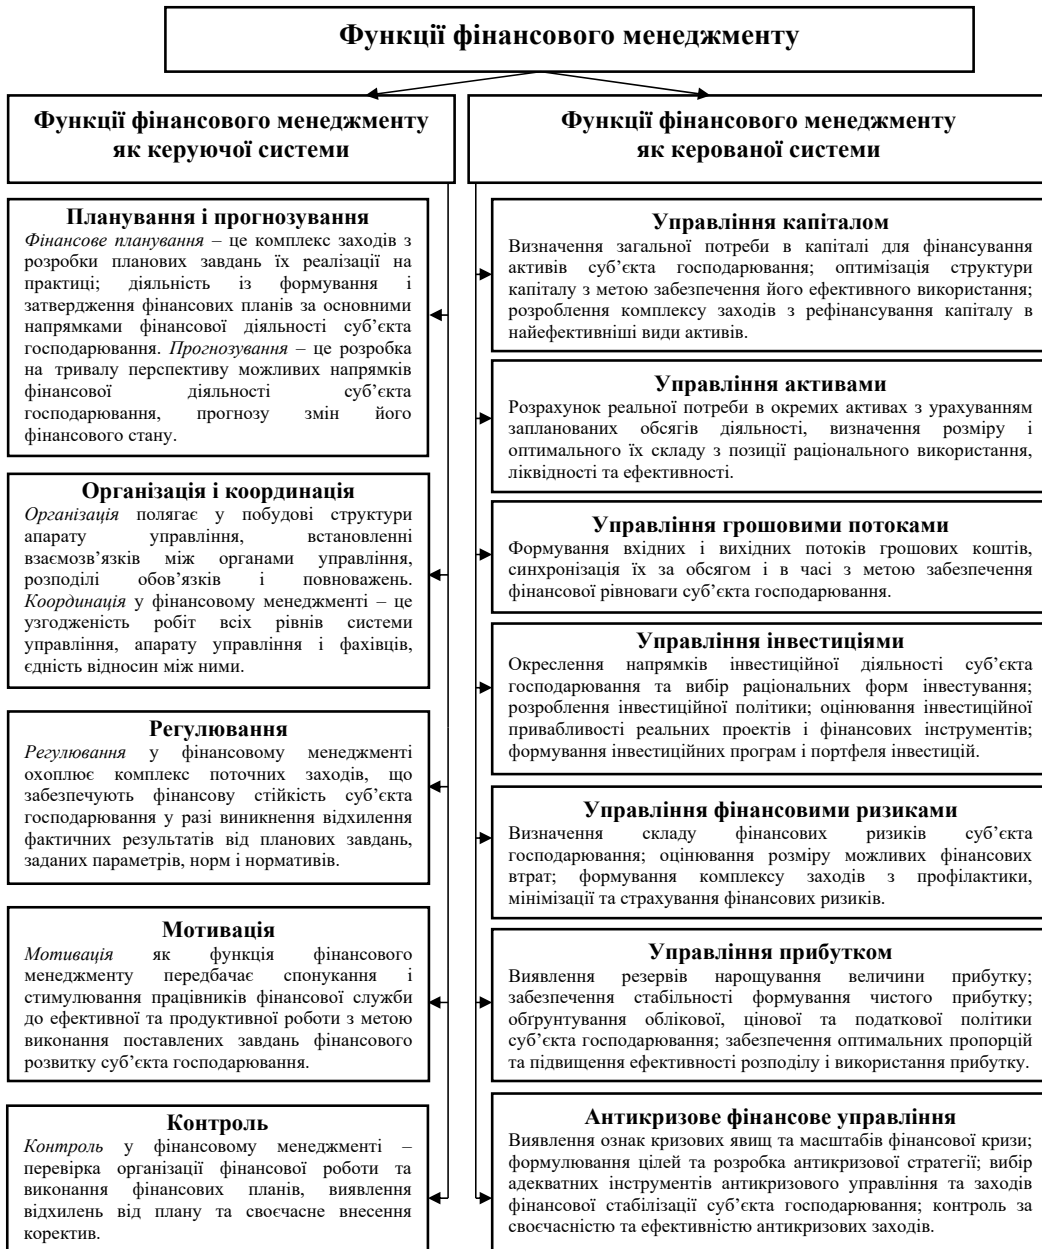 Функції фінансового менеджменту
Функції фінансового менеджменту
як керуючої системи
Планування і прогнозування
Фінансове планування – це комплекс заходів з
розробки планових завдань їх реалізації на
практиці; діяльність із формування і
затвердження фінансових планів за основними
напрямками фінансової діяльності суб’єкта
господарювання. Прогнозування – це розробка
на тривалу перспективу можливих напрямків
фінансової діяльності суб’єкта
господарювання, прогнозу змін його
фінансового стану.
Організація і координація
Організація полягає у побудові структури
апарату управління, встановленні
взаємозв’язків між органами управління,
розподілі обов’язків і повноважень.
Координація у фінансовому менеджменті – це
узгодженість робіт всіх рівнів системи
управління, апарату управління і фахівців,
єдність відносин між ними.
Регулювання
Регулювання у фінансовому менеджменті
охоплює комплекс поточних заходів, що
забезпечують фінансову стійкість суб’єкта
господарювання у разі виникнення відхилення
фактичних результатів від планових завдань,
заданих параметрів, норм і нормативів.
Мотивація
Мотивація як функція фінансового
менеджменту передбачає спонукання і
стимулювання працівників фінансової служби
до ефективної та продуктивної роботи з метою
виконання поставлених завдань фінансового
розвитку суб’єкта господарювання.
Контроль
Контроль у фінансовому менеджменті –
перевірка організації фінансової роботи та
виконання фінансових планів, виявлення
відхилень від плану та своєчасне внесення
коректив.
Функції фінансового менеджменту
як керованої системи
Управління капіталом
Визначення загальної потреби в капіталі для фінансування
активів суб’єкта господарювання; оптимізація структури
капіталу з метою забезпечення його ефективного використання;
розроблення комплексу заходів з рефінансування капіталу в
найефективніші види активів.
Управління активами
Розрахунок реальної потреби в окремих активах з урахуванням
запланованих обсягів діяльності, визначення розміру і
оптимального їх складу з позиції раціонального використання,
ліквідності та ефективності.
Управління грошовими потоками
Формування вхідних і вихідних потоків грошових коштів,
синхронізація їх за обсягом і в часі з метою забезпечення
фінансової рівноваги суб’єкта господарювання.
Управління інвестиціями
Окреслення напрямків інвестиційної діяльності суб’єкта
господарювання та вибір раціональних форм інвестування;
розроблення інвестиційної політики; оцінювання інвестиційної
привабливості реальних проектів і фінансових інструментів;
формування інвестиційних програм і портфеля інвестицій.
Управління фінансовими ризиками
Визначення складу фінансових ризиків суб’єкта
господарювання; оцінювання розміру можливих фінансових
втрат; формування комплексу заходів з профілактики,
мінімізації та страхування фінансових ризиків.
Управління прибутком
Виявлення резервів нарощування величини прибутку;
забезпечення стабільності формування чистого прибутку;
обґрунтування облікової, цінової та податкової політики
суб’єкта господарювання; забезпечення оптимальних пропорцій
та підвищення ефективності розподілу і використання прибутку.
Антикризове фінансове управління
Виявлення ознак кризових явищ та масштабів фінансової кризи;
формулювання цілей та розробка антикризової стратегії; вибір
адекватних інструментів антикризового управління та заходів
фінансової стабілізації суб’єкта господарювання; контроль за
своєчасністю та ефективністю антикризових заходів.